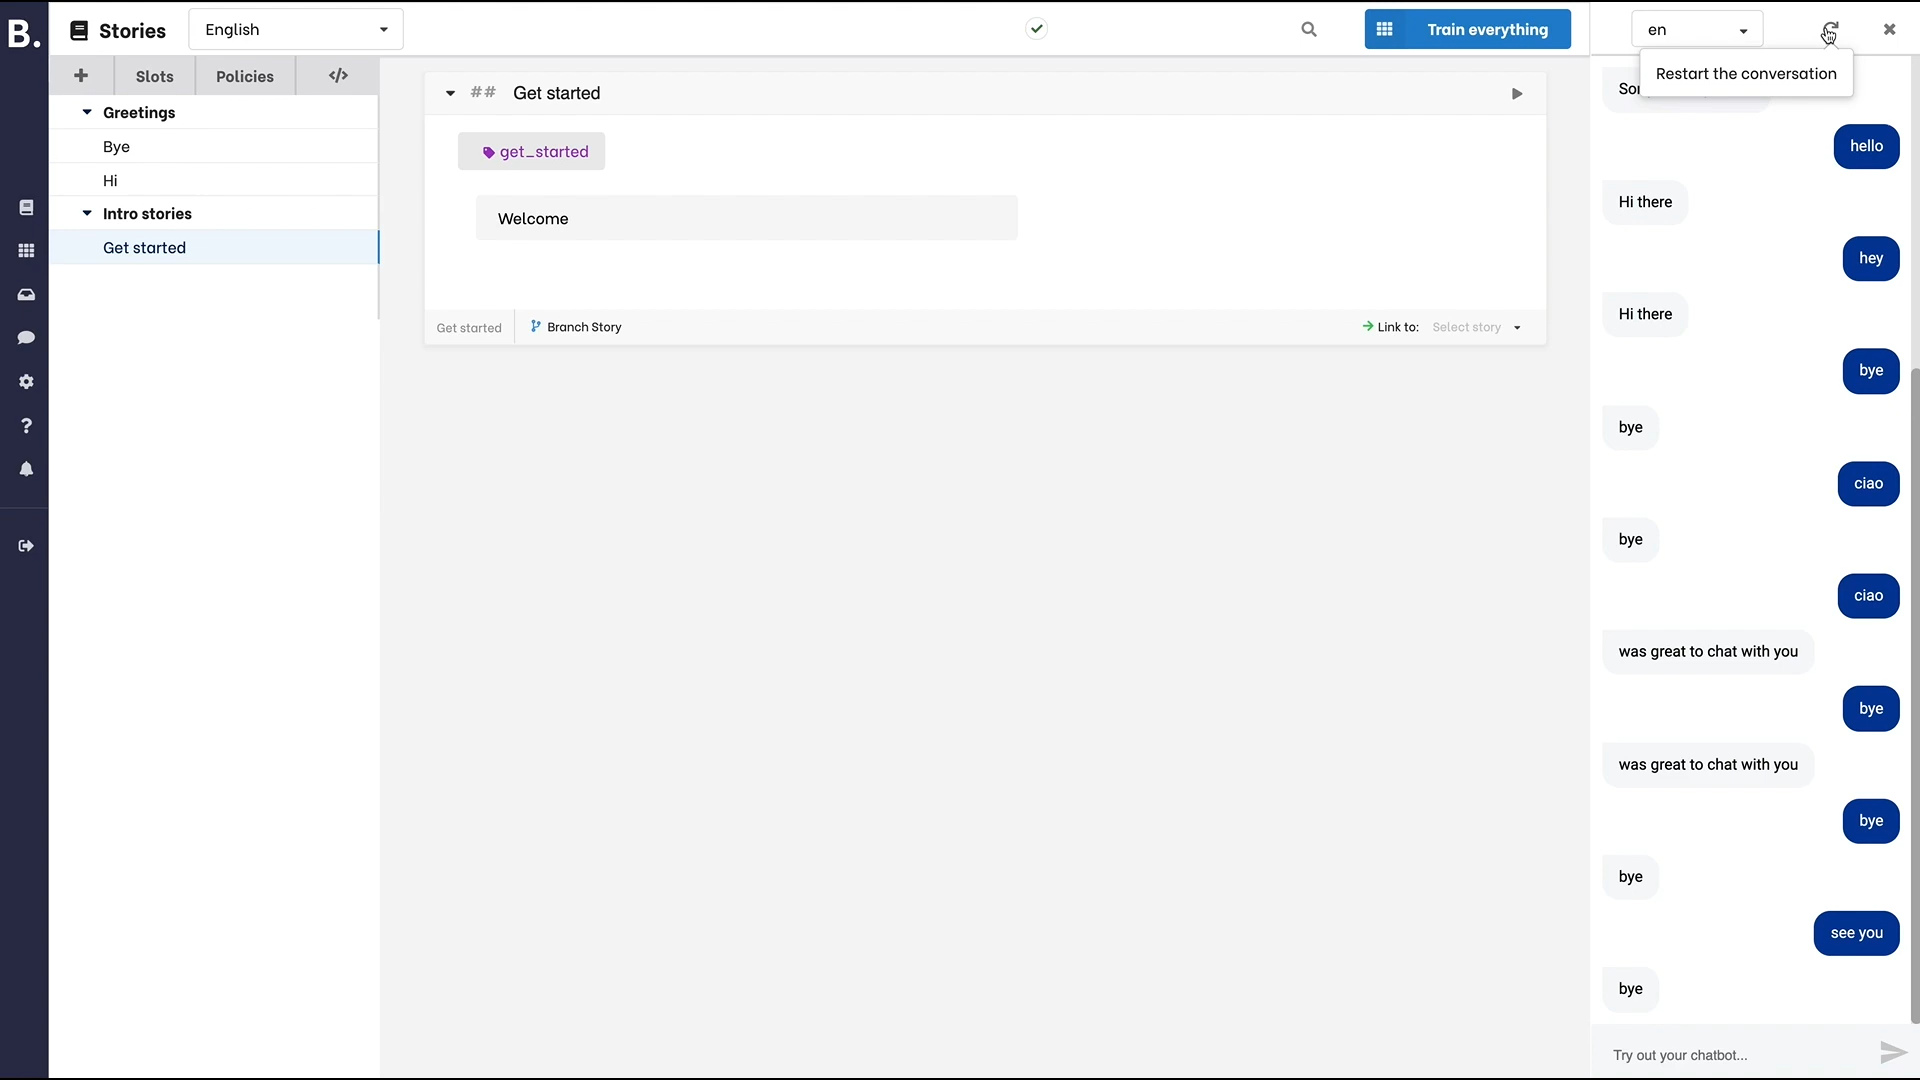 B.
Stories
English
Train everything
en
Restart the conversation
+
Slots
Policies
</>
Greetings
Bye
Hi
Intro stories
Get started
## Get started
get_started
Welcome
Get started
Branch Story
Link to: Select story
hello
Hi there
hey
Hi there
bye
bye
ciao
bye
ciao
was great to chat with you
bye
was great to chat with you
bye
bye
see you
bye
Try out your chatbot...